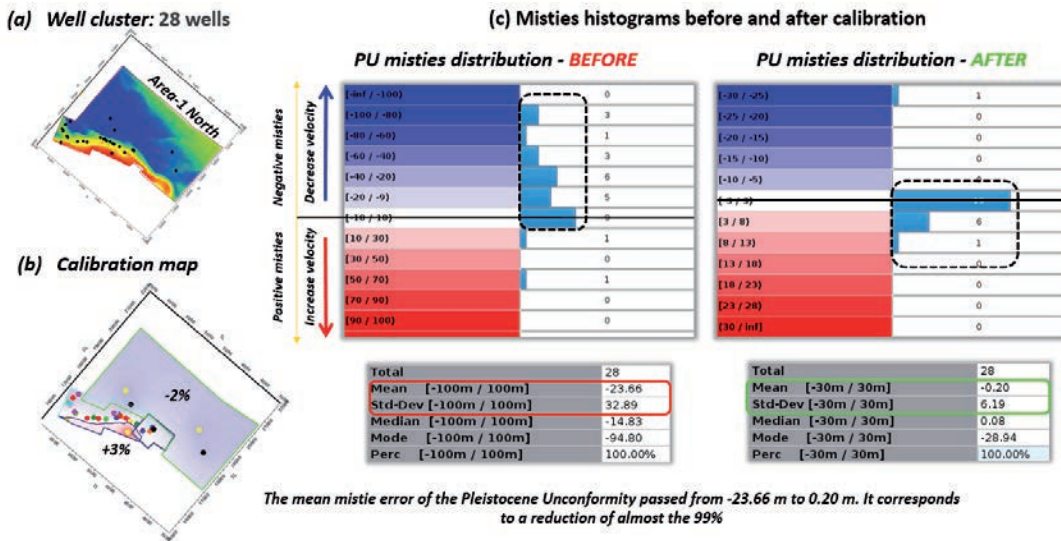 (a) Well cluster: 28 wells
Area-1 North
(b) Calibration map
-2%
+3%
(c) Misties histograms before and after calibration
PU misties distribution - BEFORE
Negative misties
Decrease velocity
Positive misties
Increase velocity
[-inf / -100) 0
[-100 / -80) 3
[-80 / -60) 1
[-60 / -40) 3
[-40 / -20) 6
[-20 / -9) 5
[-10 / 10)
[10 / 30) 1
[30 / 50) 0
[50 / 70) 1
[70 / 90) 0
[90 / 100) 0
Total 28
Mean [-100m / 100m] -23.66
Std-Dev [-100m / 100m] 32.89
Median [-100m / 100m] -14.83
Mode [-100m / 100m] -94.80
Perc [-100m / 100m] 100.00%
PU misties distribution - AFTER
[-30 / -25) 1
[-25 / -20) 0
[-20 / -15) 0
[-15 / -10) 0
[-10 / -5)
[3 / 8) 6
[8 / 13) 1
[13 / 18) 0
[18 / 23) 0
[23 / 28) 0
[30 / inf] 0
Total 28
Mean [-30m / 30m] -0.20
Std-Dev [-30m / 30m] 6.19
Median [-30m / 30m] 0.08
Mode [-30m / 30m] -28.94
Perc [-30m / 30m] 100.00%
The mean mistie error of the Pleistocene Unconformity passed from -23.66 m to 0.20 m. It corresponds
to a reduction of almost the 99%